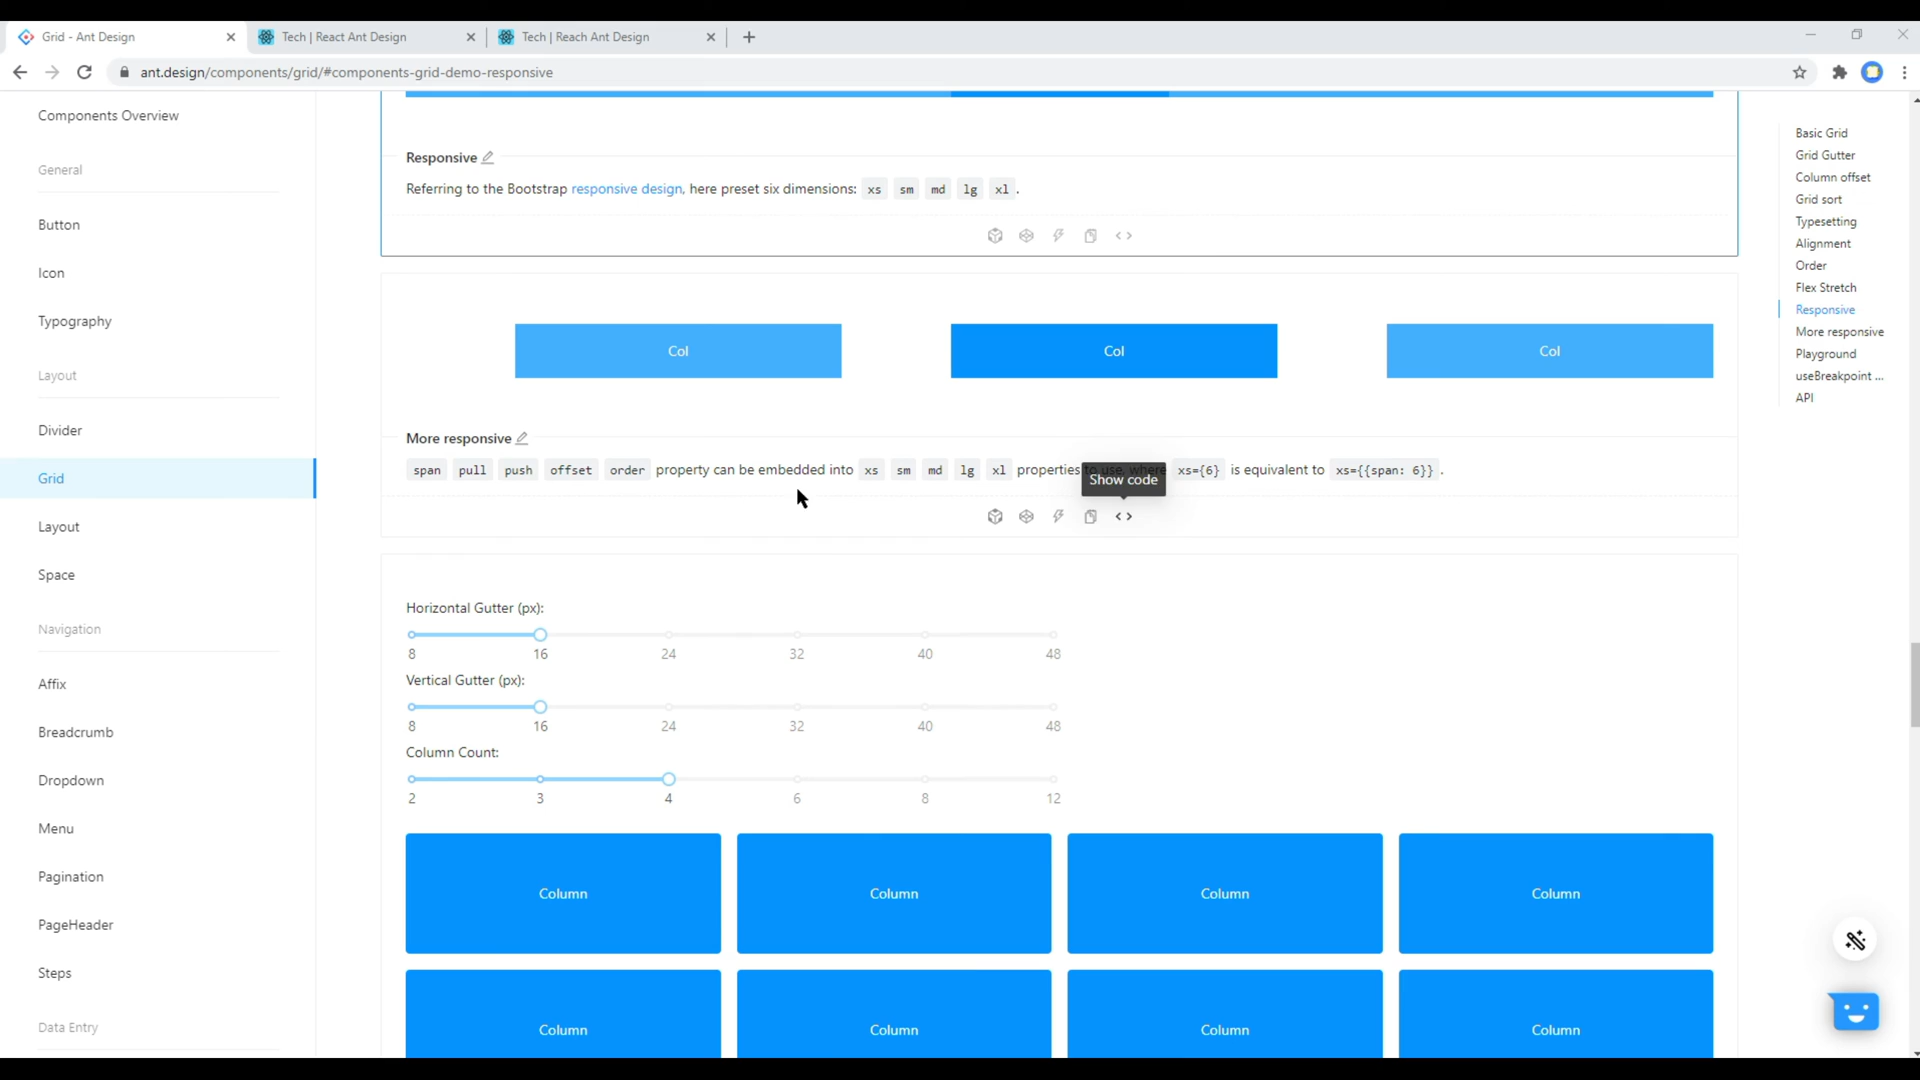 Grid - Ant Design
Tech | React Ant Design
Tech | Reach Ant Design
ant.design/components/grid/#components-grid-demo-responsive
Components Overview
General
Button
Icon
Typography
Layout
Divider
Grid
Layout
Space
Navigation
Affix
Breadcrumb
Dropdown
Menu
Pagination
PageHeader
Steps
Data Entry
Responsive
Referring to the Bootstrap responsive design, here preset six dimensions: xs sm md lg xl .
Col Col Col
More responsive
span pull push offset order property can be embedded into xs sm md lg xl properties to use, where xs={6} is equivalent to xs={{span: 6}} .
Show code
Horizontal Gutter (px):
8 16 24 32 40 48
Vertical Gutter (px):
8 16 24 32 40 48
Column Count:
2 3 4 6 8 12
Column Column Column Column
Column Column Column Column
Basic Grid
Grid Gutter
Column offset
Grid sort
Typesetting
Alignment
Order
Flex Stretch
Responsive
More responsive
Playground
useBreakpoint ...
API